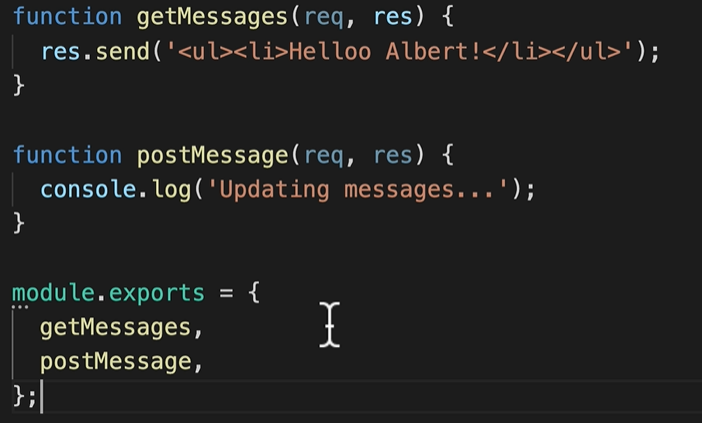 function getMessages(req, res) {
  res.send('<ul><li>Helloo Albert!</li></ul>');
}

function postMessage(req, res) {
  console.log('Updating messages...');
}

module.exports = {
  getMessages,
  postMessage,
};